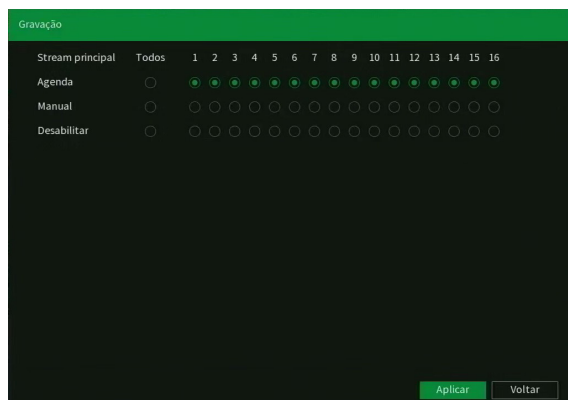 Gravação
Stream principal Todos 1 2 3 4 5 6 7 8 9 10 11 12 13 14 15 16
Agenda
Manual
Desabilitar
Aplicar Voltar